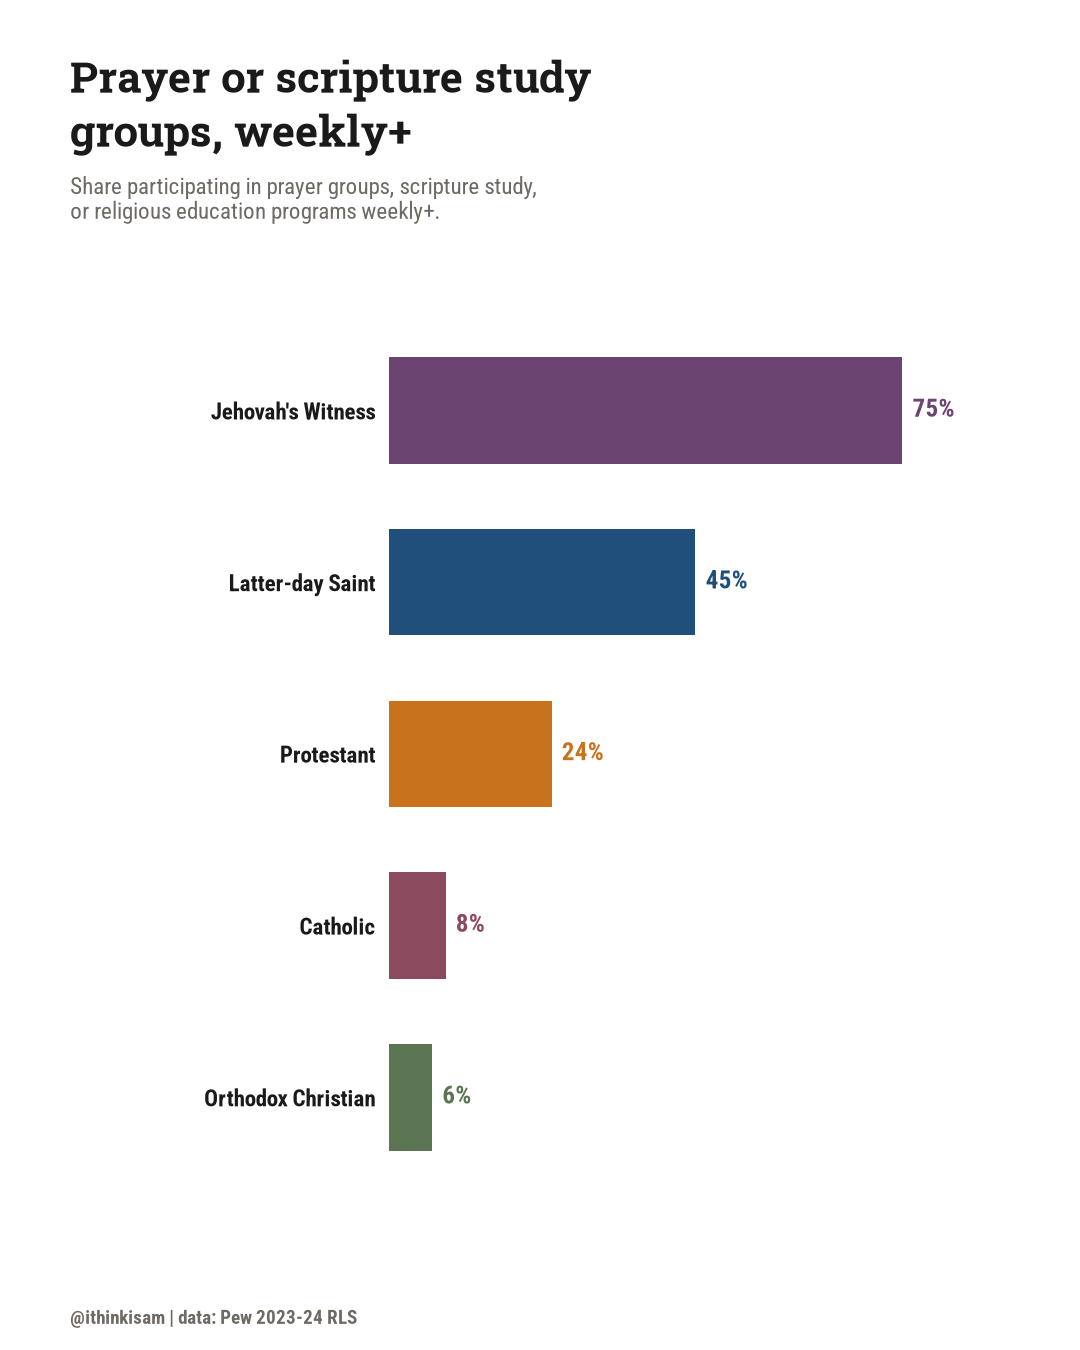 Prayer or scripture study
groups, weekly+
Share participating in prayer groups, scripture study,
or religious education programs weekly+.
Jehovah's Witness
75%
Latter-day Saint
45%
Protestant
24%
Catholic
8%
Orthodox Christian
6%
@ithinkisam | data: Pew 2023-24 RLS